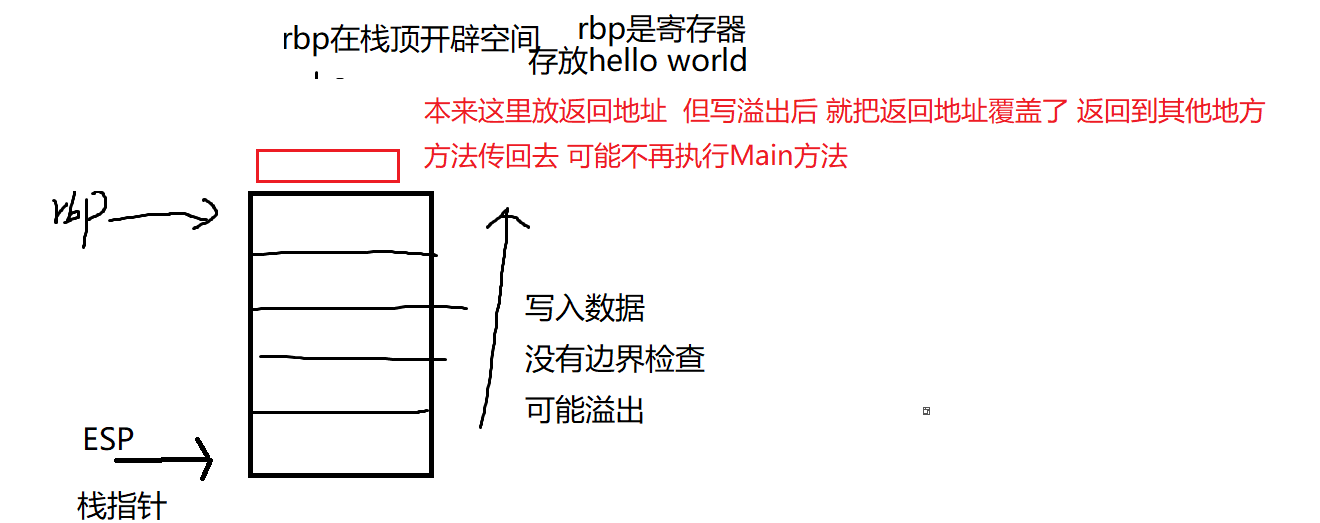 rbp在栈顶开辟空间
rbp是寄存器
存放hello world
本来这里放返回地址 但写溢出后 就把返回地址覆盖了 返回到其他地方
方法传回去 可能不再执行Main方法
rbp
写入数据
没有边界检查
可能溢出
ESP
栈指针